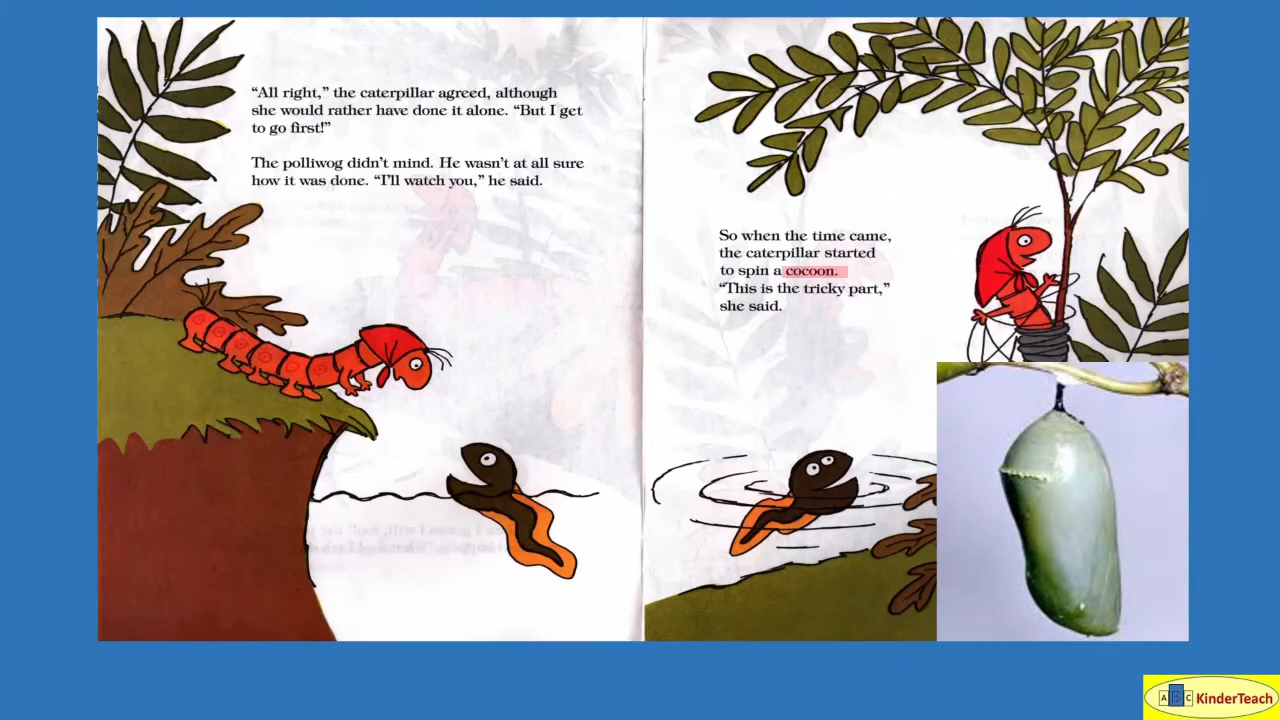 “All right,” the caterpillar agreed, although
she would rather have done it alone. “But I get
to go first!”
The polliwog didn’t mind. He wasn’t at all sure
how it was done. “I’ll watch you,” he said.
So when the time came,
the caterpillar started
to spin a cocoon.
“This is the tricky part,”
she said.
A B C KinderTeach